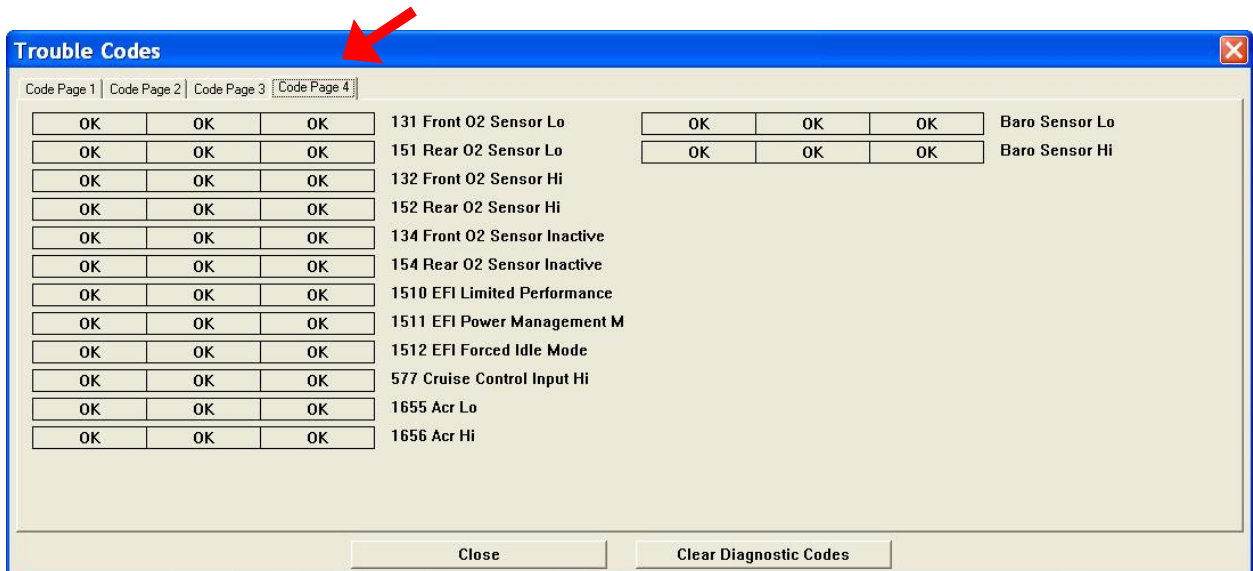 Trouble Codes
Code Page 1 Code Page 2 Code Page 3 Code Page 4
OK OK OK 131 Front O2 Sensor Lo OK OK OK Baro Sensor Lo
OK OK OK 151 Rear O2 Sensor Lo OK OK OK Baro Sensor Hi
OK OK OK 132 Front O2 Sensor Hi
OK OK OK 152 Rear O2 Sensor Hi
OK OK OK 134 Front O2 Sensor Inactive
OK OK OK 154 Rear O2 Sensor Inactive
OK OK OK 1510 EFI Limited Performance
OK OK OK 1511 EFI Power Management M
OK OK OK 1512 EFI Forced Idle Mode
OK OK OK 577 Cruise Control Input Hi
OK OK OK 1655 Acr Lo
OK OK OK 1656 Acr Hi
Close Clear Diagnostic Codes